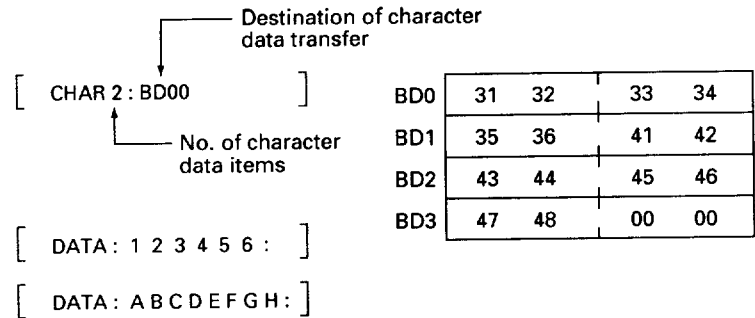 Destination of character
data transfer
[ CHAR 2 : BD00 ]
No. of character
data items
[ DATA : 1 2 3 4 5 6 : ]
[ DATA : A B C D E F G H : ]
BD0 31 32 33 34
BD1 35 36 41 42
BD2 43 44 45 46
BD3 47 48 00 00